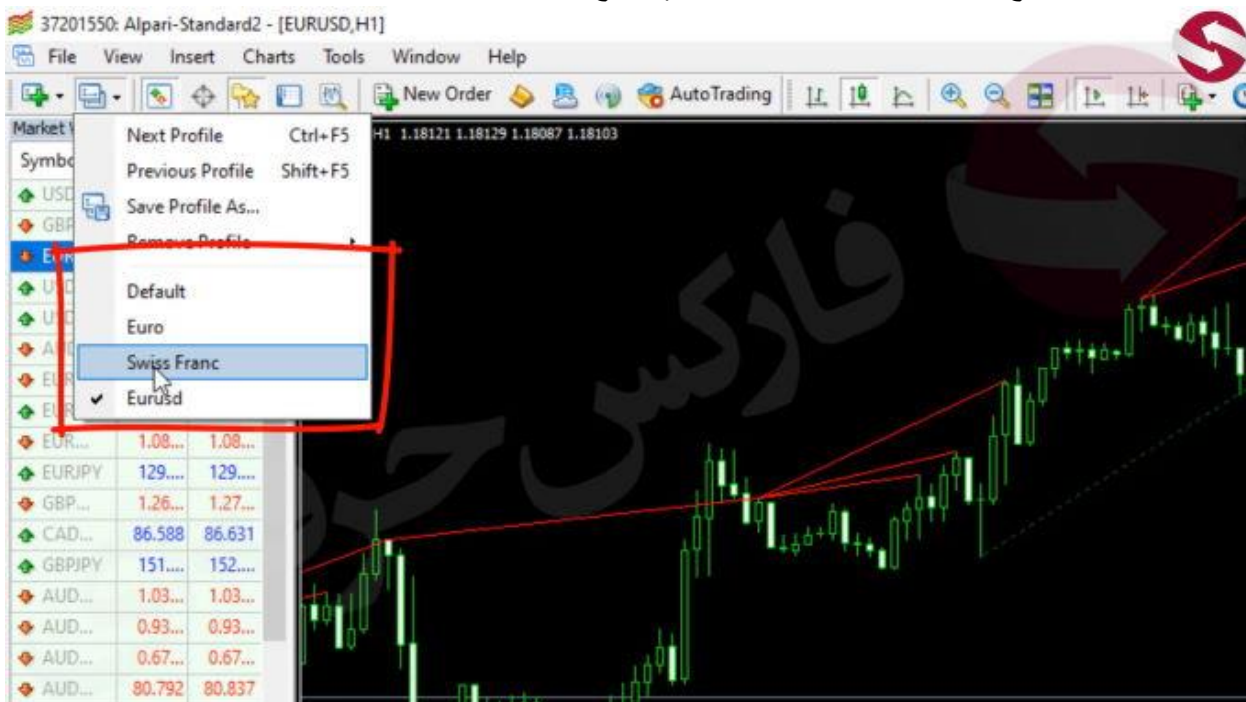 37201550: Alpari-Standard2 - [EURUSD,H1]
File View Insert Charts Tools Window Help
New Order AutoTrading
Market
H1 1.18121 1.18129 1.18087 1.18103
Next Profile Ctrl+F5
Previous Profile Shift+F5
Save Profile As...
Remove Profile
Default
Euro
Swiss Franc
Eurusd
EUR... 1.08... 1.08...
EURJPY 129.... 129....
GBP... 1.26... 1.27...
CAD... 86.588 86.631
GBPJPY 151.... 152....
AUD... 1.03... 1.03...
AUD... 0.93... 0.93...
AUD... 0.67... 0.67...
AUD... 80.792 80.837
فارکس